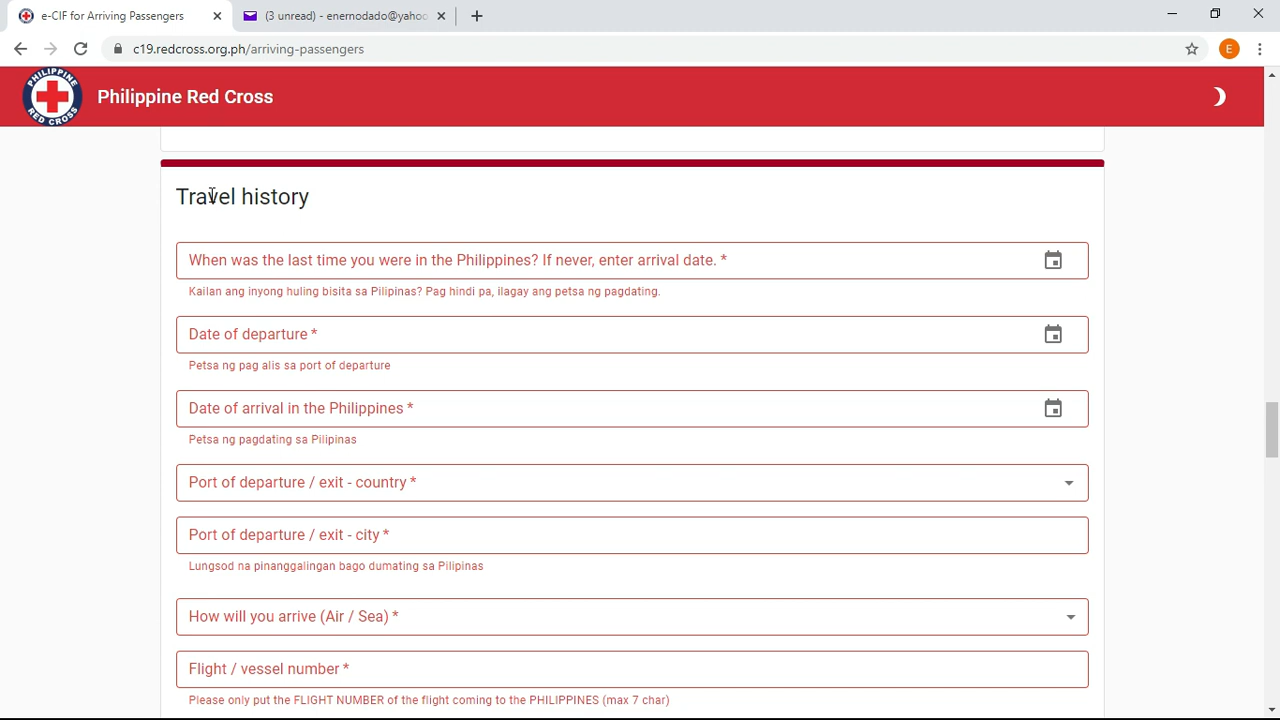 e-CIF for Arriving Passengers
(3 unread) - enernodado@yahoo
c19.redcross.org.ph/arriving-passengers
E
PHILIPPINE RED CROSS
Philippine Red Cross
Travel history
When was the last time you were in the Philippines? If never, enter arrival date. *
Kailan ang inyong huling bisita sa Pilipinas? Pag hindi pa, ilagay ang petsa ng pagdating.
Date of departure *
Petsa ng pag alis sa port of departure
Date of arrival in the Philippines *
Petsa ng pagdating sa Pilipinas
Port of departure / exit - country *
Port of departure / exit - city *
Lungsod na pinanggalingan bago dumating sa Pilipinas
How will you arrive (Air / Sea) *
Flight / vessel number *
Please only put the FLIGHT NUMBER of the flight coming to the PHILIPPINES (max 7 char)